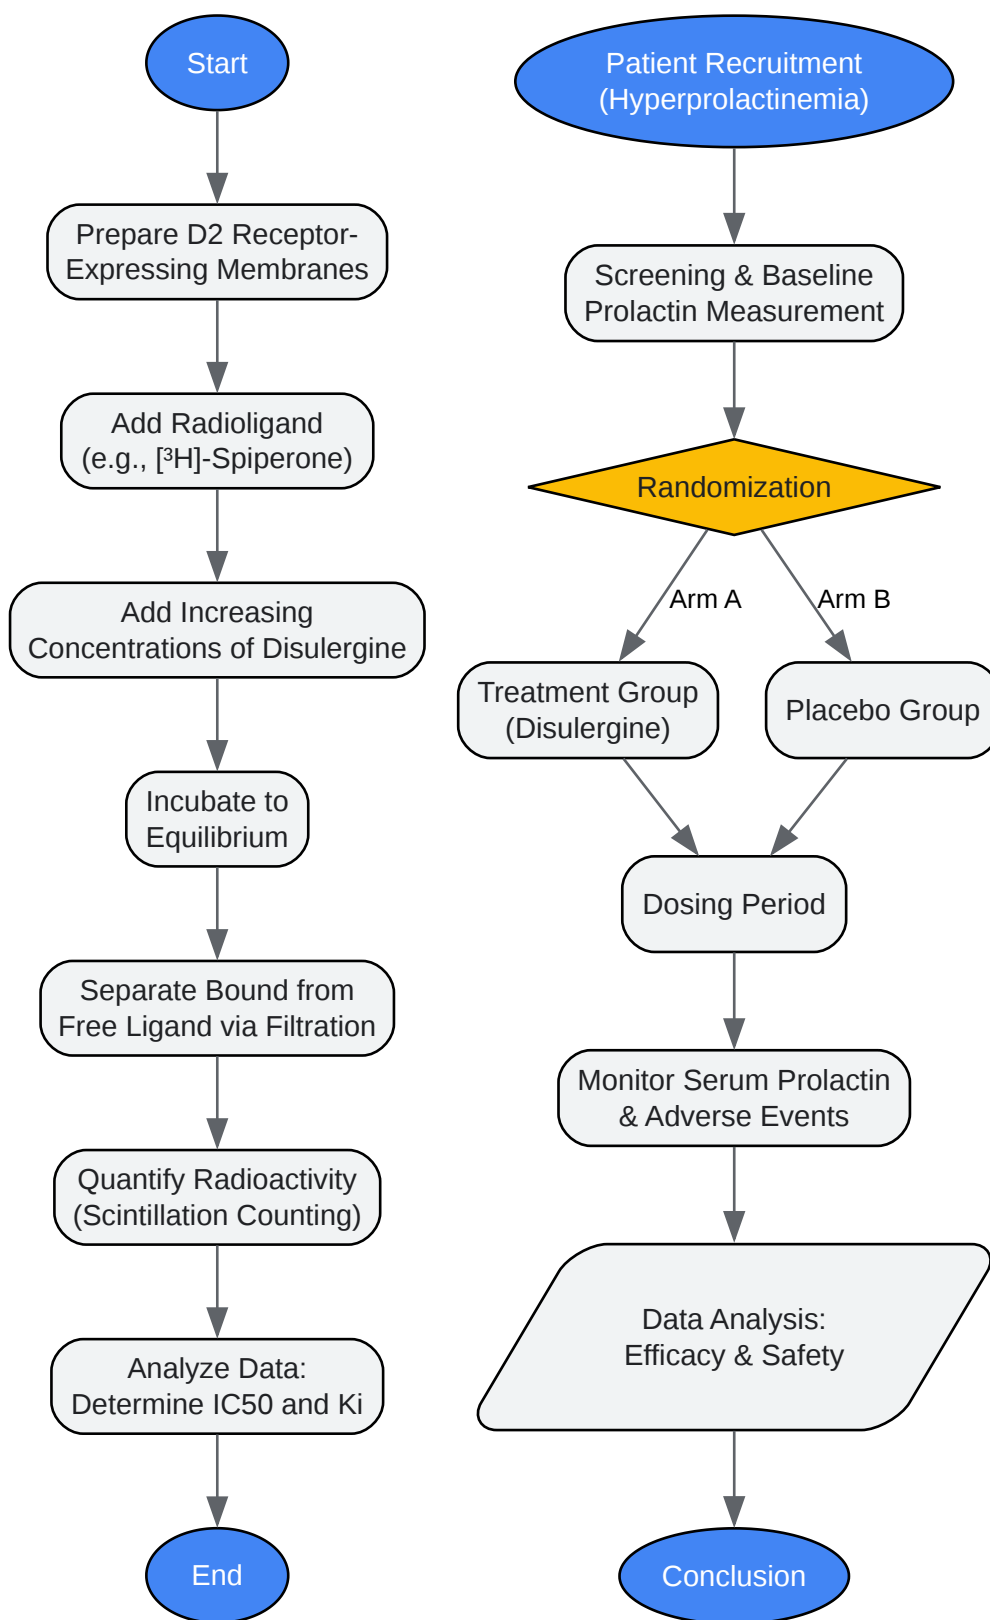 Start
Prepare D2 Receptor-
Expressing Membranes
Add Radioligand
(e.g., [³H]-Spiperone)
Add Increasing
Concentrations of Disulergine
Incubate to
Equilibrium
Separate Bound from
Free Ligand via Filtration
Quantify Radioactivity
(Scintillation Counting)
Analyze Data:
Determine IC50 and Ki
End
Patient Recruitment
(Hyperprolactinemia)
Screening & Baseline
Prolactin Measurement
Randomization
Arm A
Arm B
Treatment Group
(Disulergine)
Placebo Group
Dosing Period
Monitor Serum Prolactin
& Adverse Events
Data Analysis:
Efficacy & Safety
Conclusion